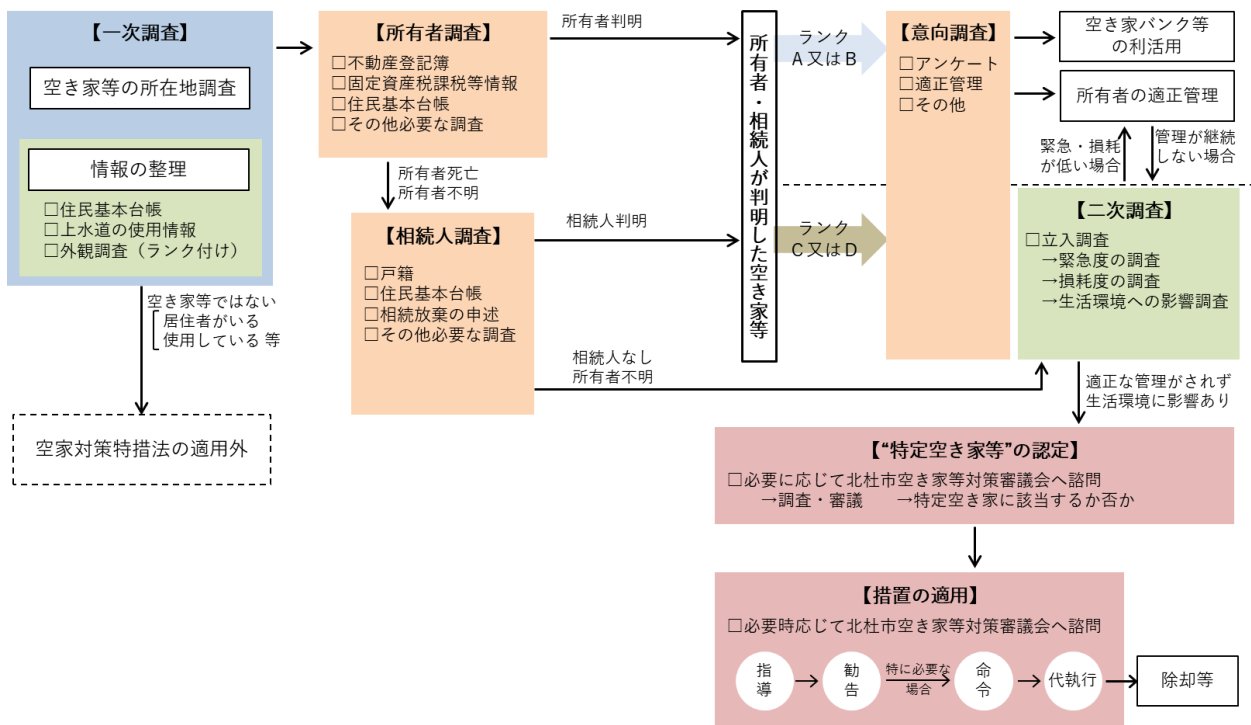 【一次調査】
空き家等の所在地調査
情報の整理
□住民基本台帳
□上水道の使用情報
□外観調査（ランク付け）
空き家等ではない
居住者がいる
使用している 等
空家対策特措法の適用外
【所有者調査】
□不動産登記簿
□固定資産税課税等情報
□住民基本台帳
□その他必要な調査
所有者死亡
所有者不明
【相続人調査】
□戸籍
□住民基本台帳
□相続放棄の申述
□その他必要な調査
所有者判明
相続人判明
相続人なし
所有者不明
所有者・相続人が判明した空き家等
ランク
A又はB
ランク
C又はD
【意向調査】
□アンケート
□適正管理
□その他
空き家バンク等
の利活用
所有者の適正管理
緊急・損耗
が低い場合
管理が継続
しない場合
【二次調査】
□立入調査
→緊急度の調査
→損耗度の調査
→生活環境への影響調査
適正な管理がされず
生活環境に影響あり
【“特定空き家等”の認定】
□必要に応じて北杜市空き家等対策審議会へ諮問
→調査・審議　→特定空き家に該当するか否か
【措置の適用】
□必要時応じて北杜市空き家等対策審議会へ諮問
指導
勧告
特に必要な
場合
命令
代執行
除却等